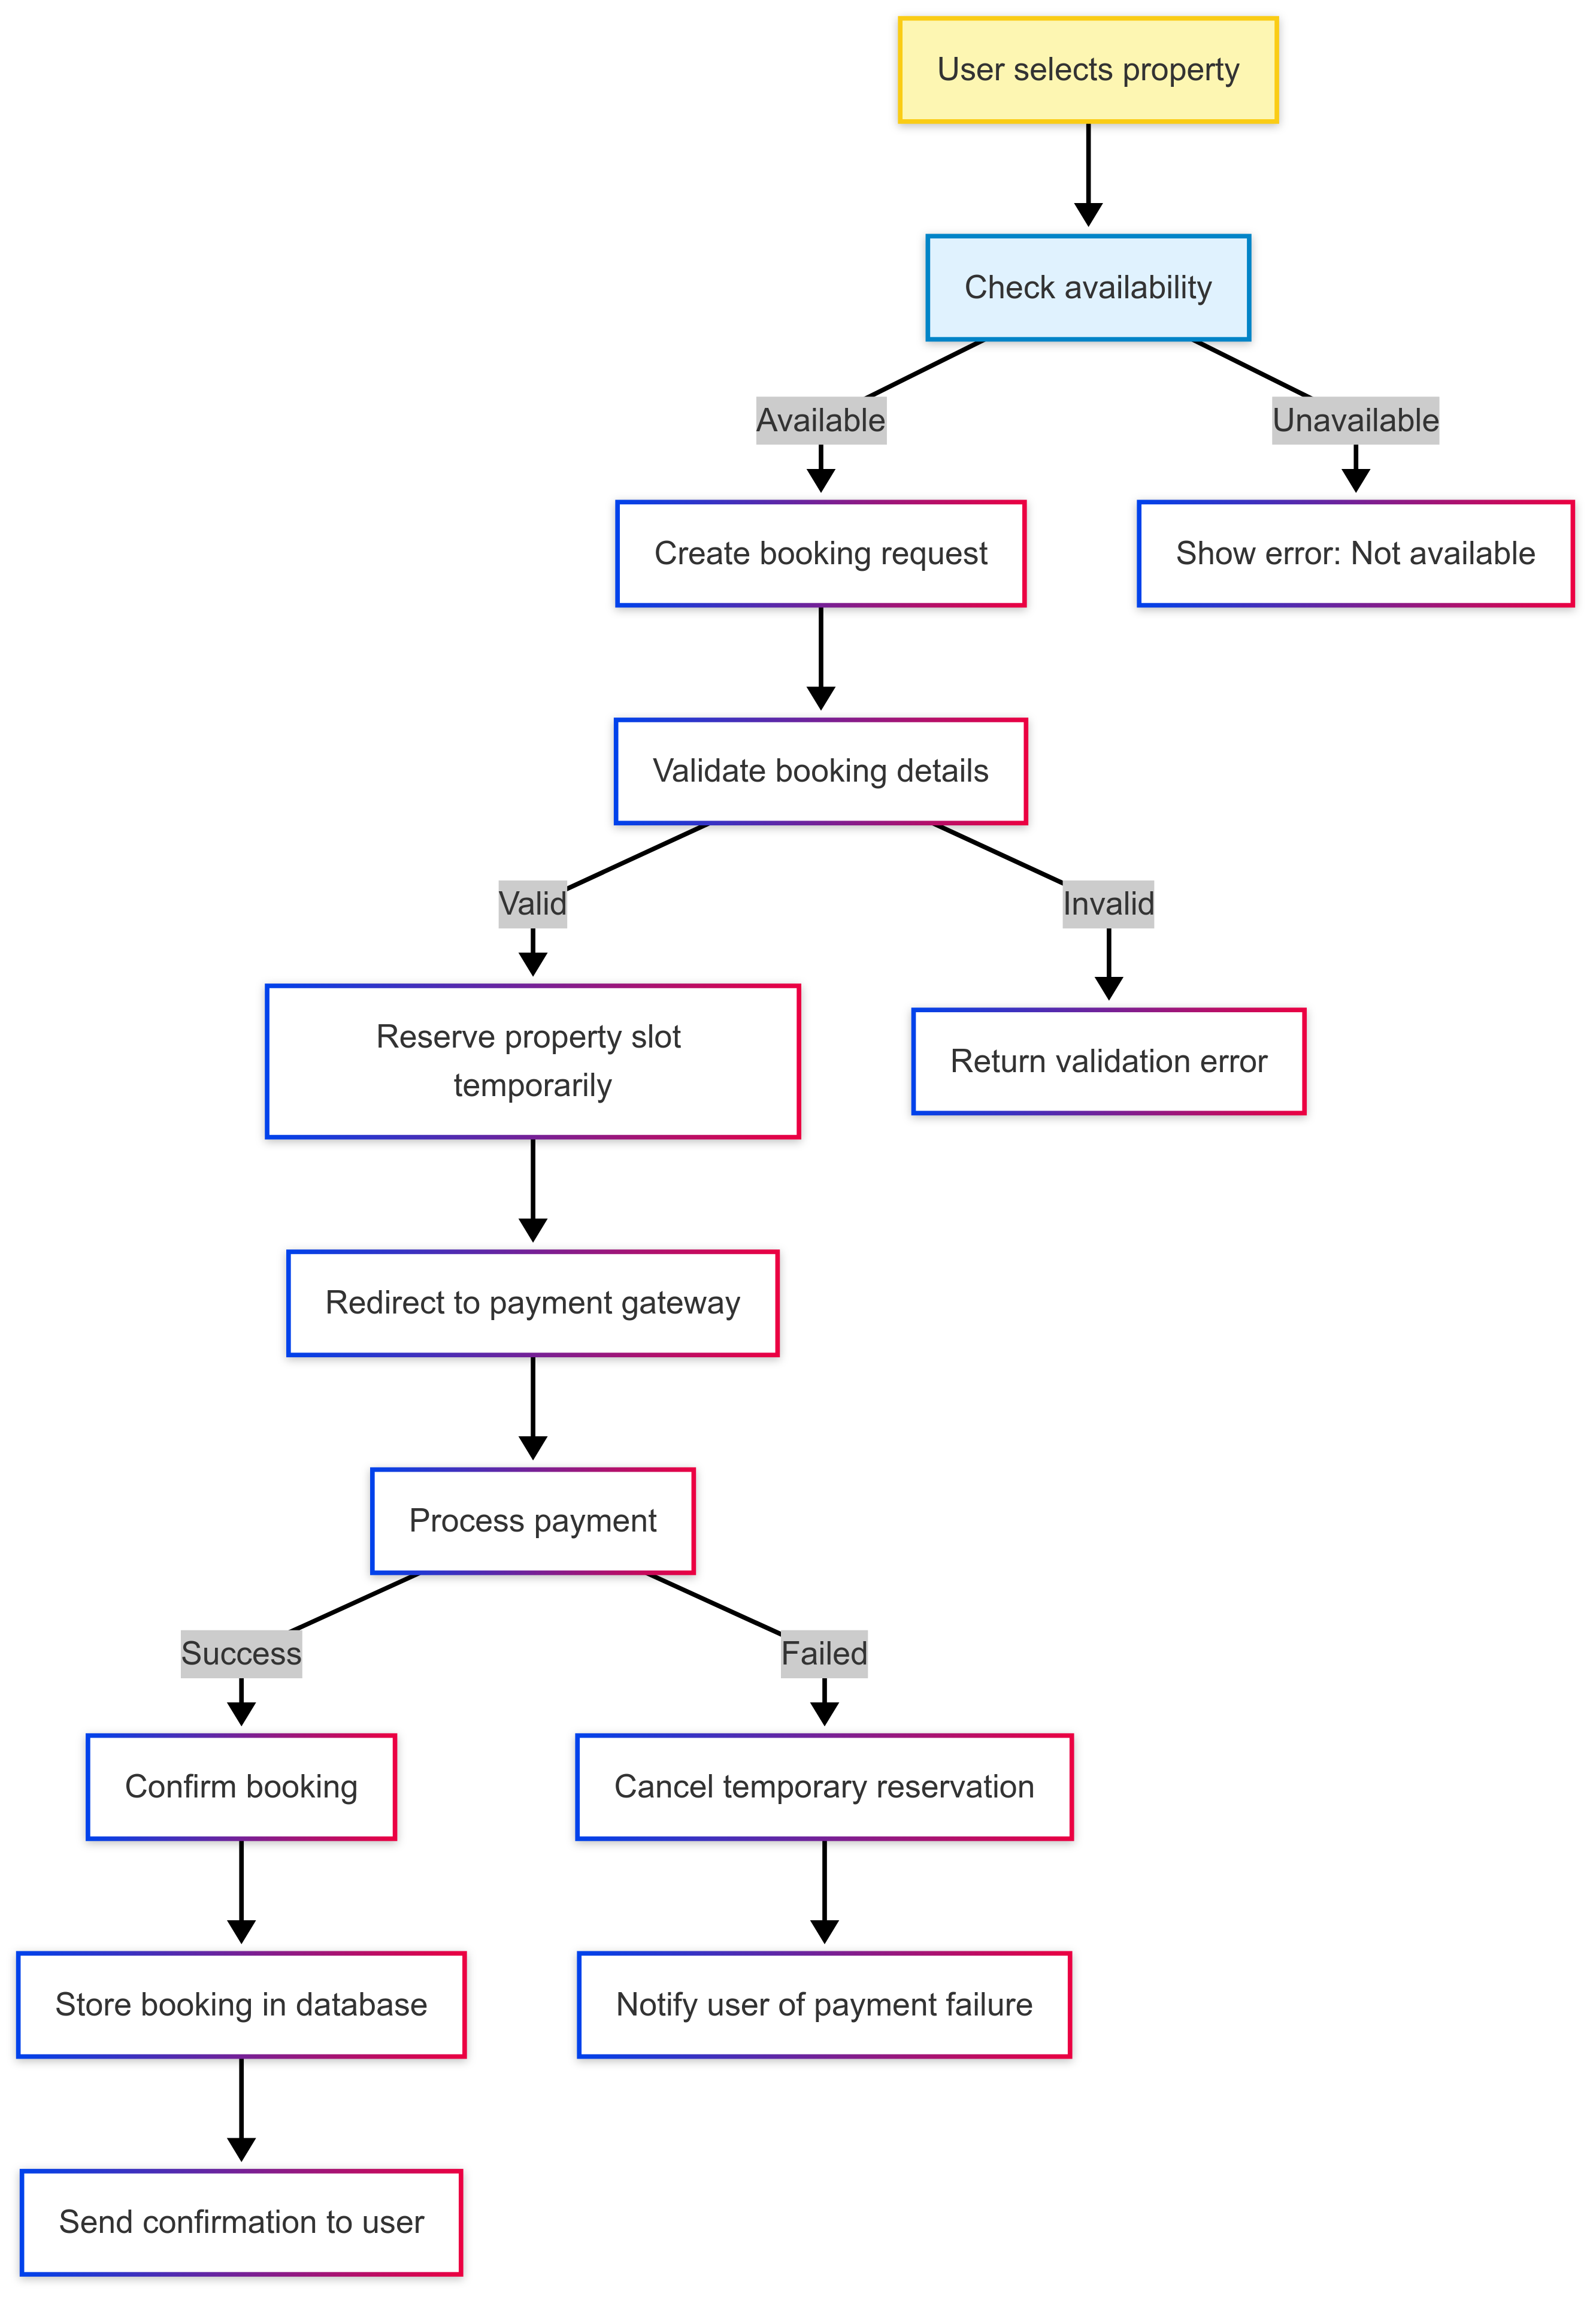 User selects property
Check availability
Available
Unavailable
Create booking request
Show error: Not available
Validate booking details
Valid
Invalid
Reserve property slot
temporarily
Return validation error
Redirect to payment gateway
Process payment
Success
Failed
Confirm booking
Cancel temporary reservation
Store booking in database
Notify user of payment failure
Send confirmation to user